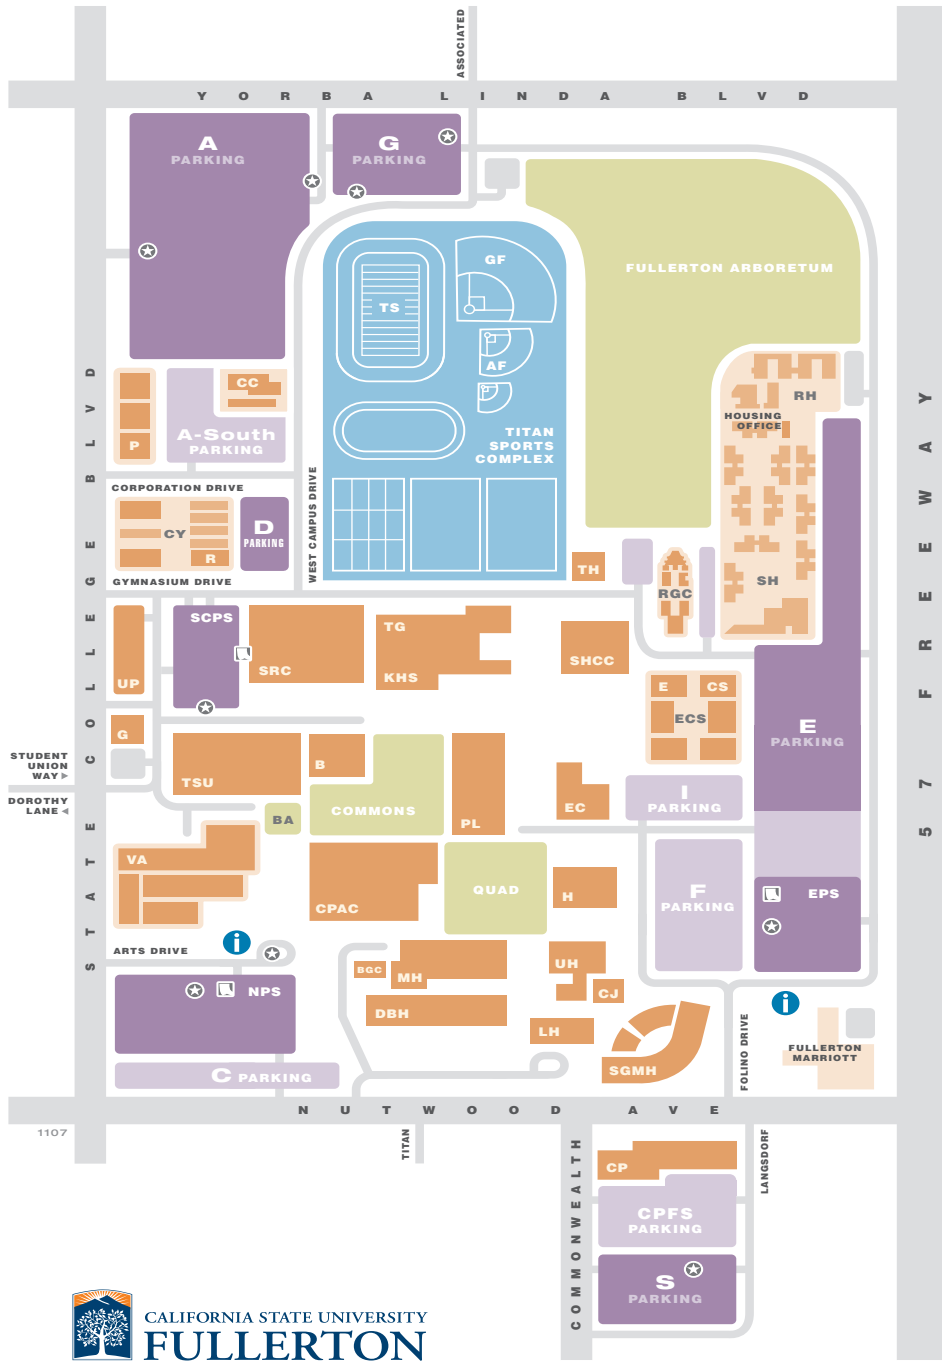 ASSOCIATED
YORBA LINDA BLVD
A
PARKING
G
PARKING
FULLERTON ARBORETUM
GF
TS
AF
TITAN
SPORTS
COMPLEX
CC
P
A-South
PARKING
RH
HOUSING
OFFICE
CORPORATION DRIVE
WEST CAMPUS DRIVE
CY
R
D
PARKING
GYMNASIUM DRIVE
TH
RGC
SH
STATE COLLEGE BLVD
57 FREEWAY
SCPS
UP
SRC
TG
KHS
SHCC
E
CS
ECS
E
PARKING
G
STUDENT
UNION
WAY
DOROTHY
LANE
TSU
B
COMMONS
BA
PL
EC
I
PARKING
VA
CPAC
QUAD
H
F
PARKING
EPS
ARTS DRIVE
i
NPS
BGC
MH
DBH
UH
CJ
LH
SGMH
i
FOLINO DRIVE
FULLERTON
MARRIOTT
C PARKING
NUTWOOD AVE
1107
TITAN
COMMONWEALTH
LANGSDORF
CP
CPFS
PARKING
S
PARKING
CALIFORNIA STATE UNIVERSITY
FULLERTON